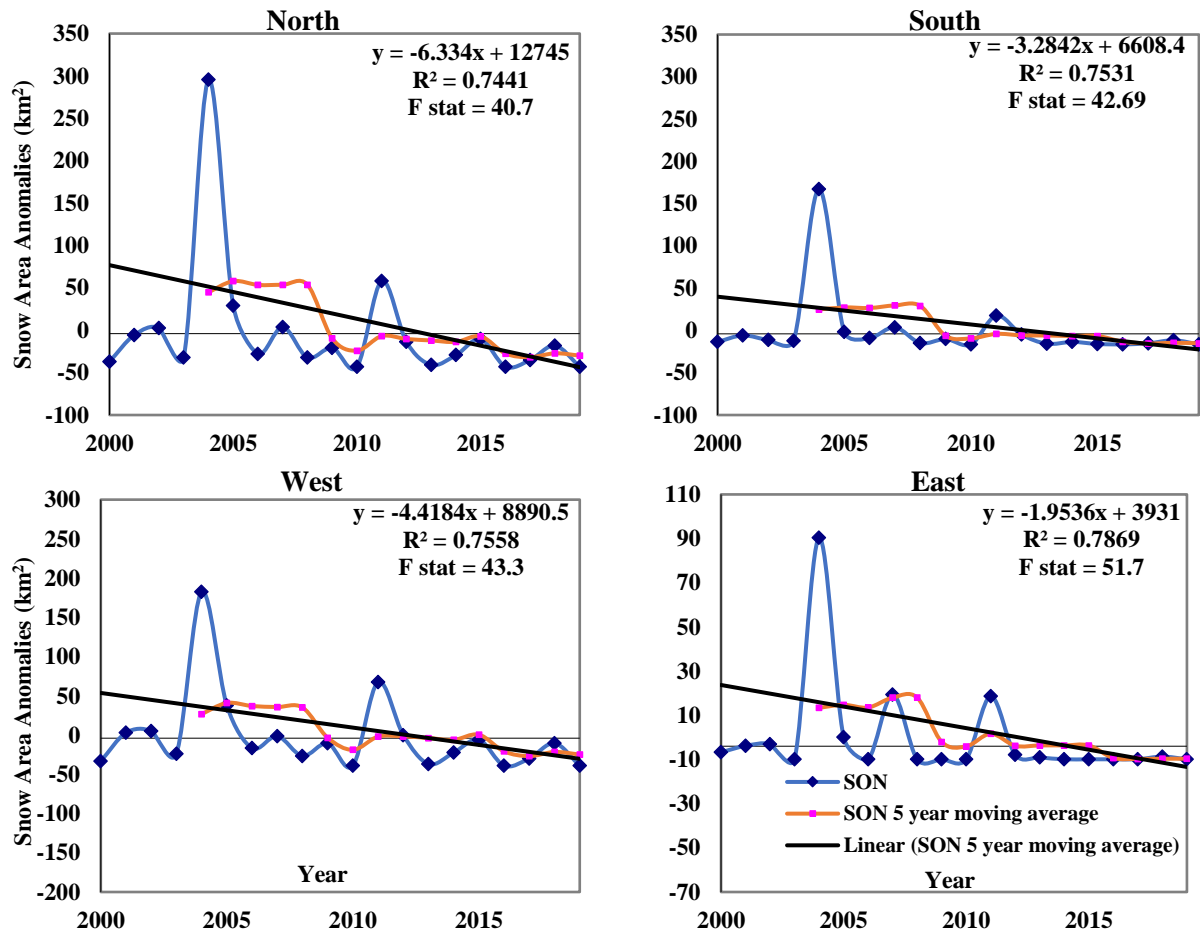 North
y = -6.334x + 12745
R² = 0.7441
F stat = 40.7
Snow Area Anomalies (km²)
350
300
250
200
150
100
50
0
-50
-100
2000
2005
2010
2015
South
y = -3.2842x + 6608.4
R² = 0.7531
F stat = 42.69
350
300
250
200
150
100
50
0
-50
-100
2000
2005
2010
2015
West
y = -4.4184x + 8890.5
R² = 0.7558
F stat = 43.3
Snow Area Anomalies (km²)
300
250
200
150
100
50
0
-50
-100
-150
-200
Year
2000
2005
2010
2015
East
y = -1.9536x + 3931
R² = 0.7869
F stat = 51.7
110
90
70
50
30
10
-10
-30
-50
-70
SON
SON 5 year moving average
Linear (SON 5 year moving average)
Year
2000
2005
2010
2015